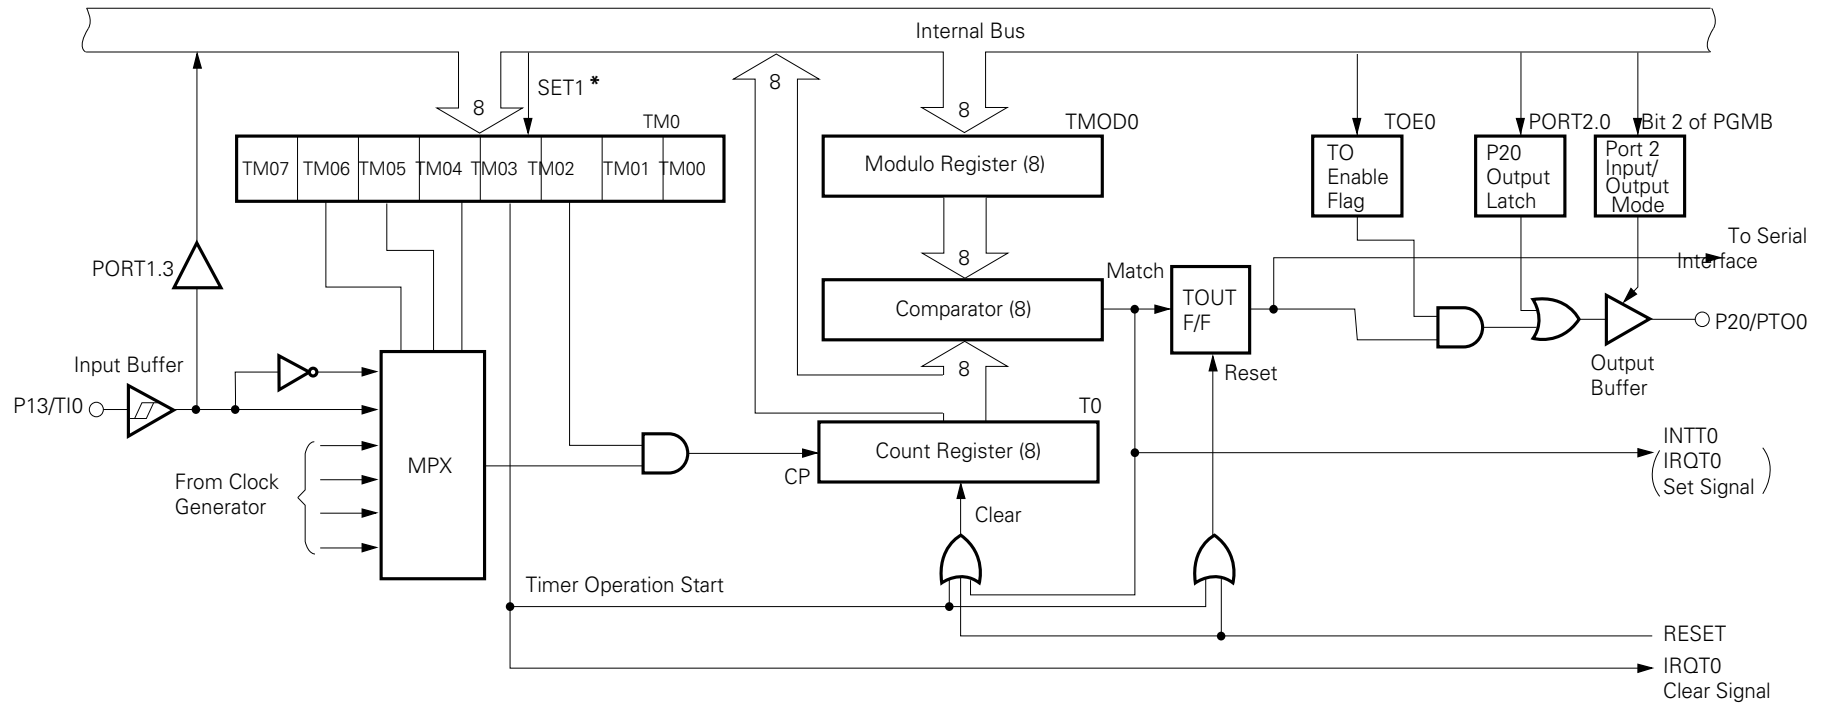 Internal Bus
SET1 *
8
8
8
TM0
TMOD0
TOE0
PORT2.0
Bit 2 of PGMB
TM07 TM06 TM05 TM04 TM03 TM02 TM01 TM00
Modulo Register (8)
TO
Enable
Flag
P20
Output
Latch
Port 2
Input/
Output
Mode
PORT1.3
8
To Serial
Interface
Match
Comparator (8)
TOUT
F/F
P20/PTO0
Input Buffer
8
Reset
Output
Buffer
P13/TI0
T0
MPX
Count Register (8)
CP
INTT0
(IRQT0
Set Signal)
From Clock
Generator
Clear
Timer Operation Start
RESET
IRQT0
Clear Signal